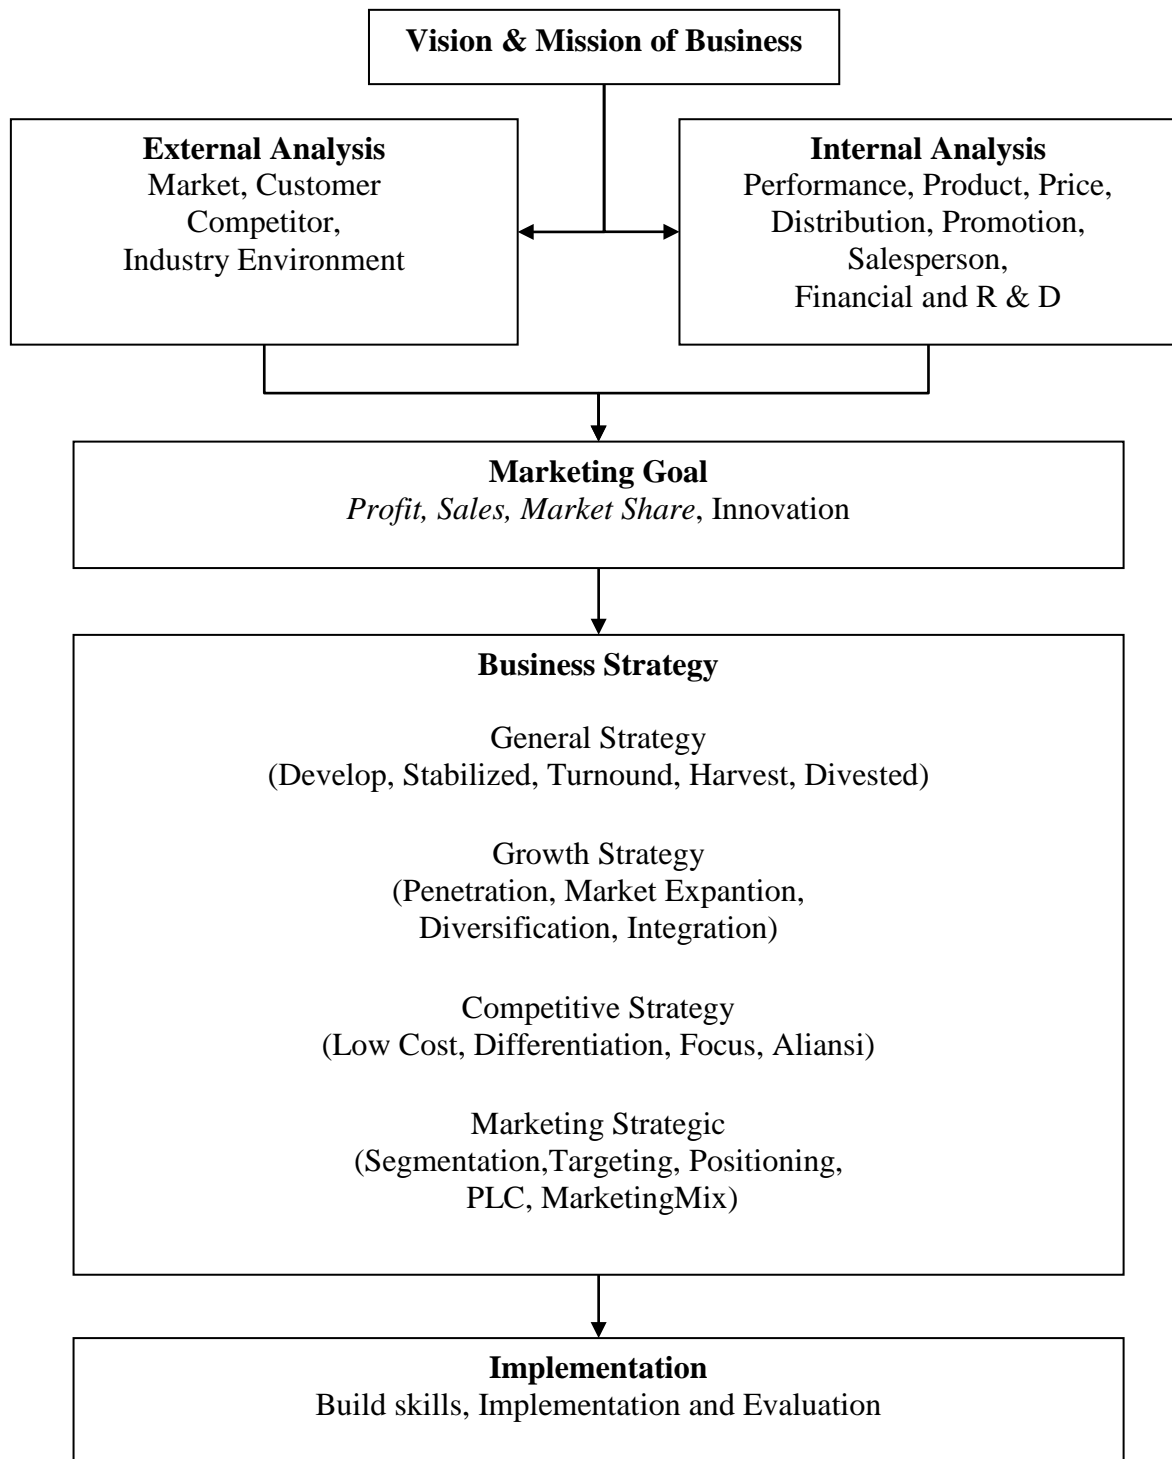 Vision & Mission of Business
External Analysis
Market, Customer
Competitor,
Industry Environment
Internal Analysis
Performance, Product, Price,
Distribution, Promotion,
Salesperson,
Financial and R & D
Marketing Goal
Profit, Sales, Market Share, Innovation
Business Strategy
General Strategy
(Develop, Stabilized, Turnound, Harvest, Divested)
Growth Strategy
(Penetration, Market Expantion,
Diversification, Integration)
Competitive Strategy
(Low Cost, Differentiation, Focus, Aliansi)
Marketing Strategic
(Segmentation,Targeting, Positioning,
PLC, MarketingMix)
Implementation
Build skills, Implementation and Evaluation